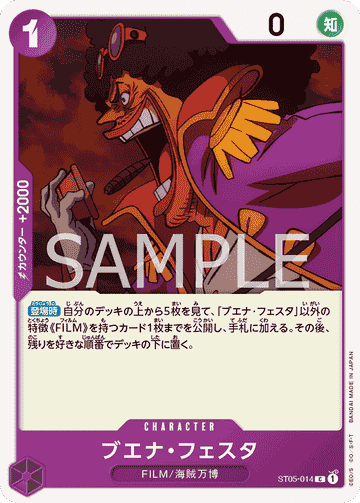 1
0
知
カウンター +2000
SAMPLE
登場時 自分のデッキの上から5枚を見て、「ブエナ・フェスタ」以外の
特徴《FILM》を持つカード1枚までを公開し、手札に加える。その後、
残りを好きな順番でデッキの下に置く。
CHARACTER
ブエナ・フェスタ
FILM/海賊万博
ST05-014 C 1
BANDAI MADE IN JAPAN